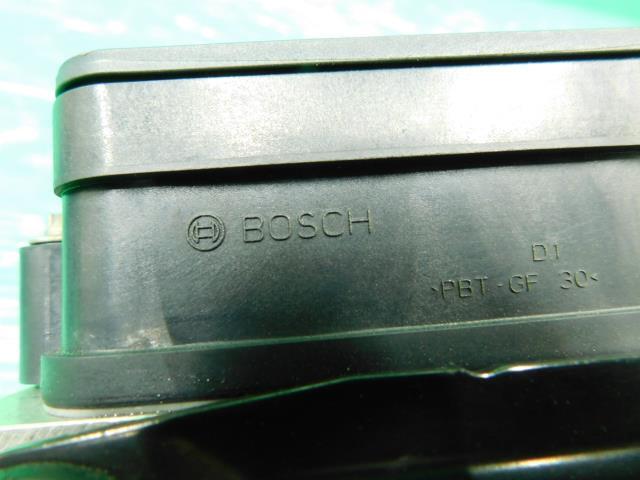 BOSCH
D1
>PBT-GF 30<